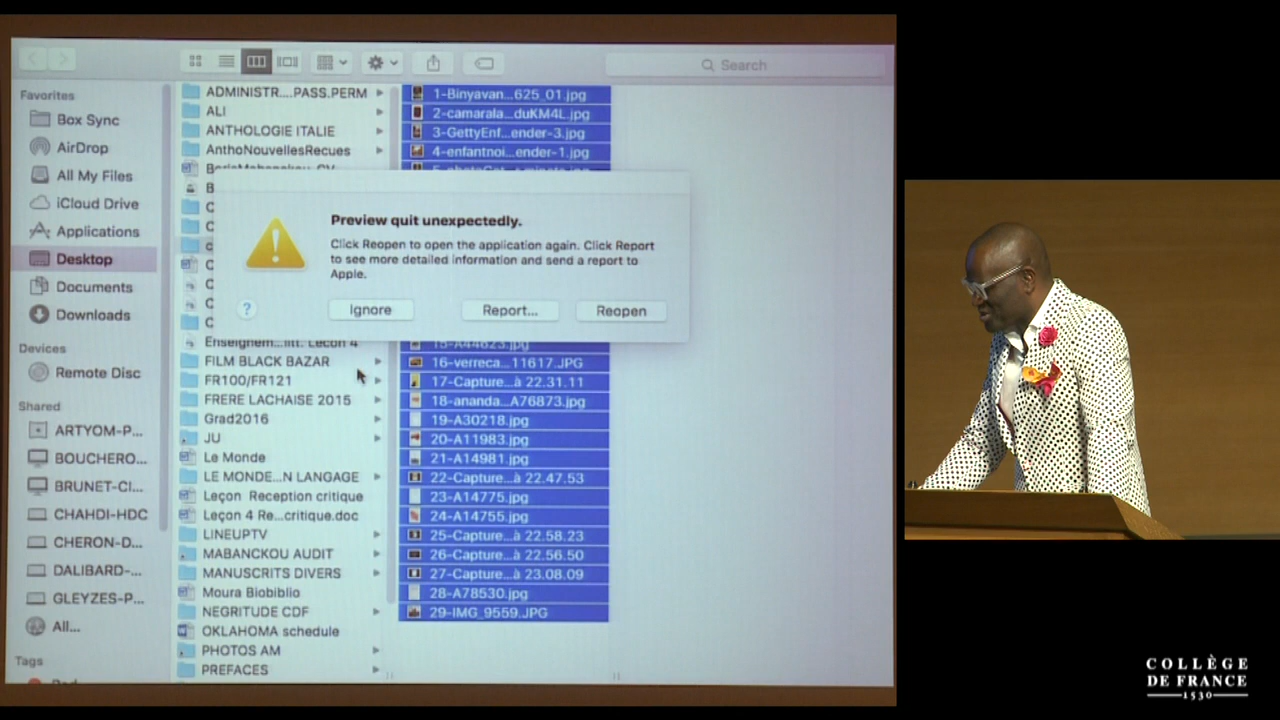 Search
Favorites
Box Sync
AirDrop
All My Files
iCloud Drive
Applications
Desktop
Documents
Downloads
Devices
Remote Disc
Shared
ARTYOM-P...
BOUCHERO...
BRUNET-CI...
CHAHDI-HDC
CHERON-D...
DALIBARD-...
GLEYZES-P...
All...
Tags
ADMINISTR....PASS.PERM
ALI
ANTHOLOGIE ITALIE
AnthoNouvellesRecues
FILM BLACK BAZAR
FR100/FR121
FRERE LACHAISE 2015
Grad2016
JU
Le Monde
LE MONDE...N LANGAGE
Leçon Reception critique
Leçon 4 Re...critique.doc
LINEUPTV
MABANCKOU AUDIT
MANUSCRITS DIVERS
Moura Biobiblio
NEGRITUDE CDF
OKLAHOMA schedule
PHOTOS AM
PREFACES
1-Binyavan...625_01.jpg
2-camarala...duKM4L.jpg
3-GettyEnf...ender-3.jpg
4-enfantnoi...ender-1.jpg
15-A44623.jpg
16-verreca...11617.JPG
17-Capture...à 22.31.11
18-ananda...A76873.jpg
19-A30218.jpg
20-A11983.jpg
21-A14981.jpg
22-Capture...à 22.47.53
23-A14775.jpg
24-A14755.jpg
25-Capture...à 22.58.23
26-Capture...à 22.56.50
27-Capture...à 23.08.09
28-A78530.jpg
29-IMG_9559.JPG
Preview quit unexpectedly.
Click Reopen to open the application again. Click Report
to see more detailed information and send a report to
Apple.
?
Ignore
Report...
Reopen
COLLÈGE
DE FRANCE
1530